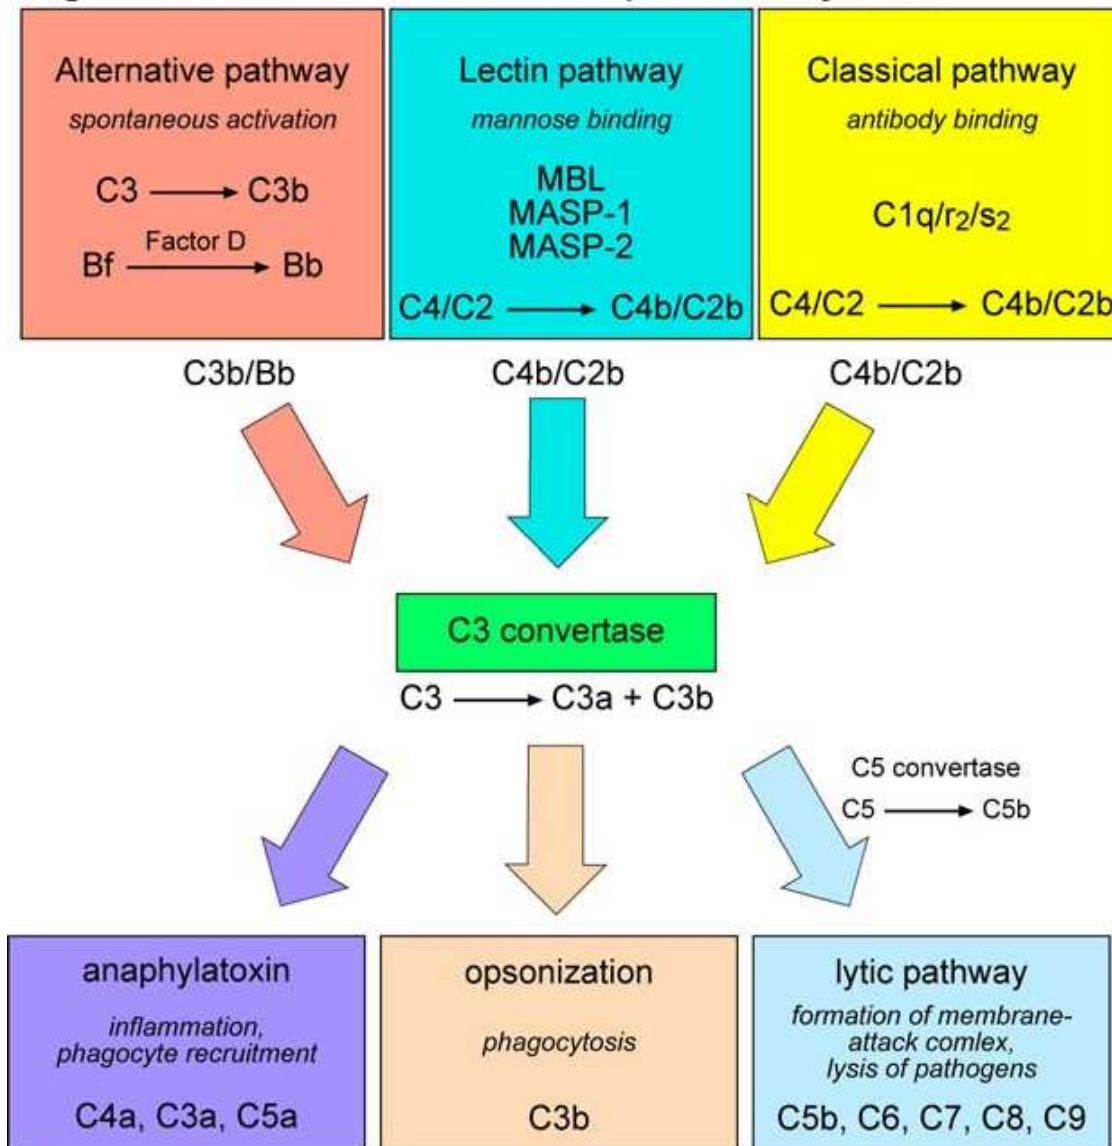 Alternative pathway
spontaneous activation
C3 → C3b
Factor D
Bf → Bb
Lectin pathway
mannose binding
MBL
MASP-1
MASP-2
C4/C2 → C4b/C2b
Classical pathway
antibody binding
C1q/r₂/s₂
C4/C2 → C4b/C2b
C3b/Bb
C4b/C2b
C4b/C2b
C3 convertase
C3 → C3a + C3b
C5 convertase
C5 → C5b
anaphylatoxin
inflammation,
phagocyte recruitment
C4a, C3a, C5a
opsonization
phagocytosis
C3b
lytic pathway
formation of membrane-
attack comlex,
lysis of pathogens
C5b, C6, C7, C8, C9